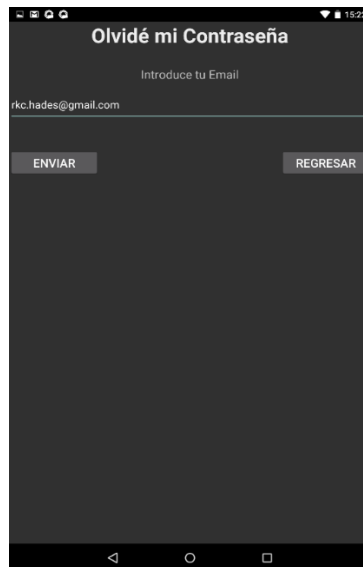 15:22
Olvidé mi Contraseña
Introduce tu Email
rkc.hades@gmail.com
ENVIAR REGRESAR